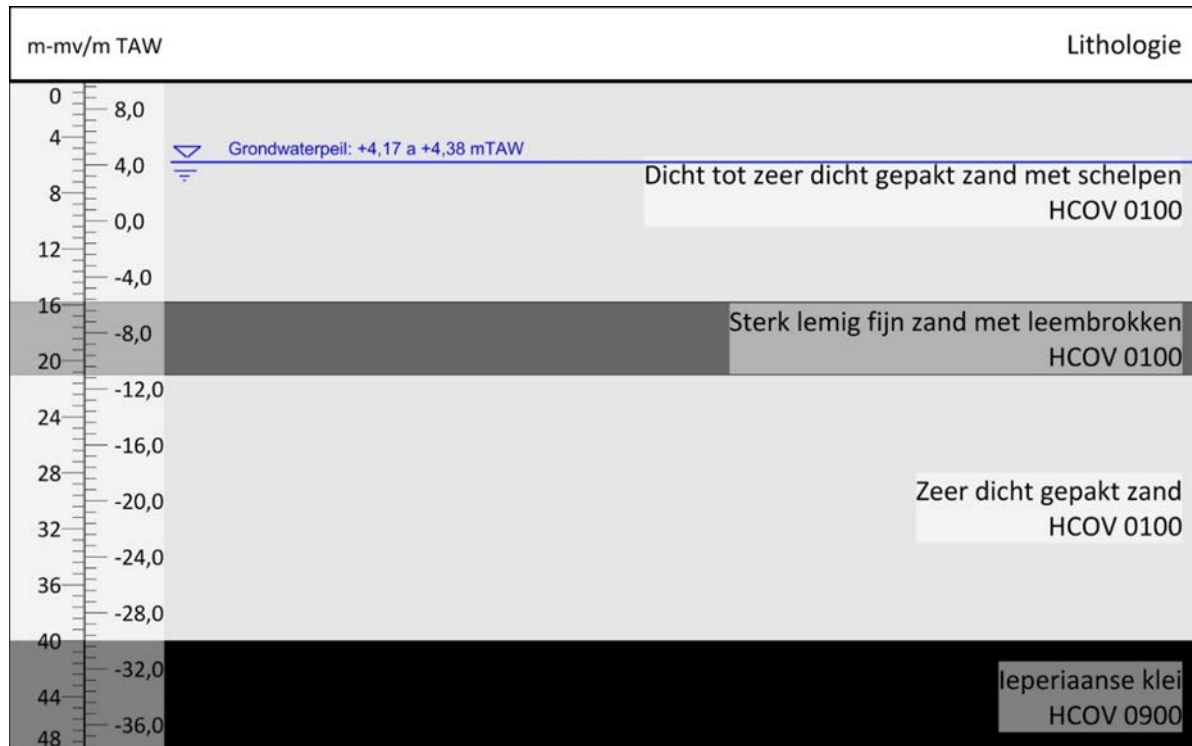 m-mv/m TAW
Lithologie
0
8,0
4
Grondwaterpeil: +4,17 a +4,38 mTAW
4,0
Dicht tot zeer dicht gepakt zand met schelpen
8
HCOV 0100
0,0
12
-4,0
16
Sterk lemig fijn zand met leembrokken
-8,0
HCOV 0100
20
-12,0
24
-16,0
28
Zeer dicht gepakt zand
-20,0
HCOV 0100
32
-24,0
36
-28,0
40
-32,0
Ieperiaanse klei
44
HCOV 0900
-36,0
48